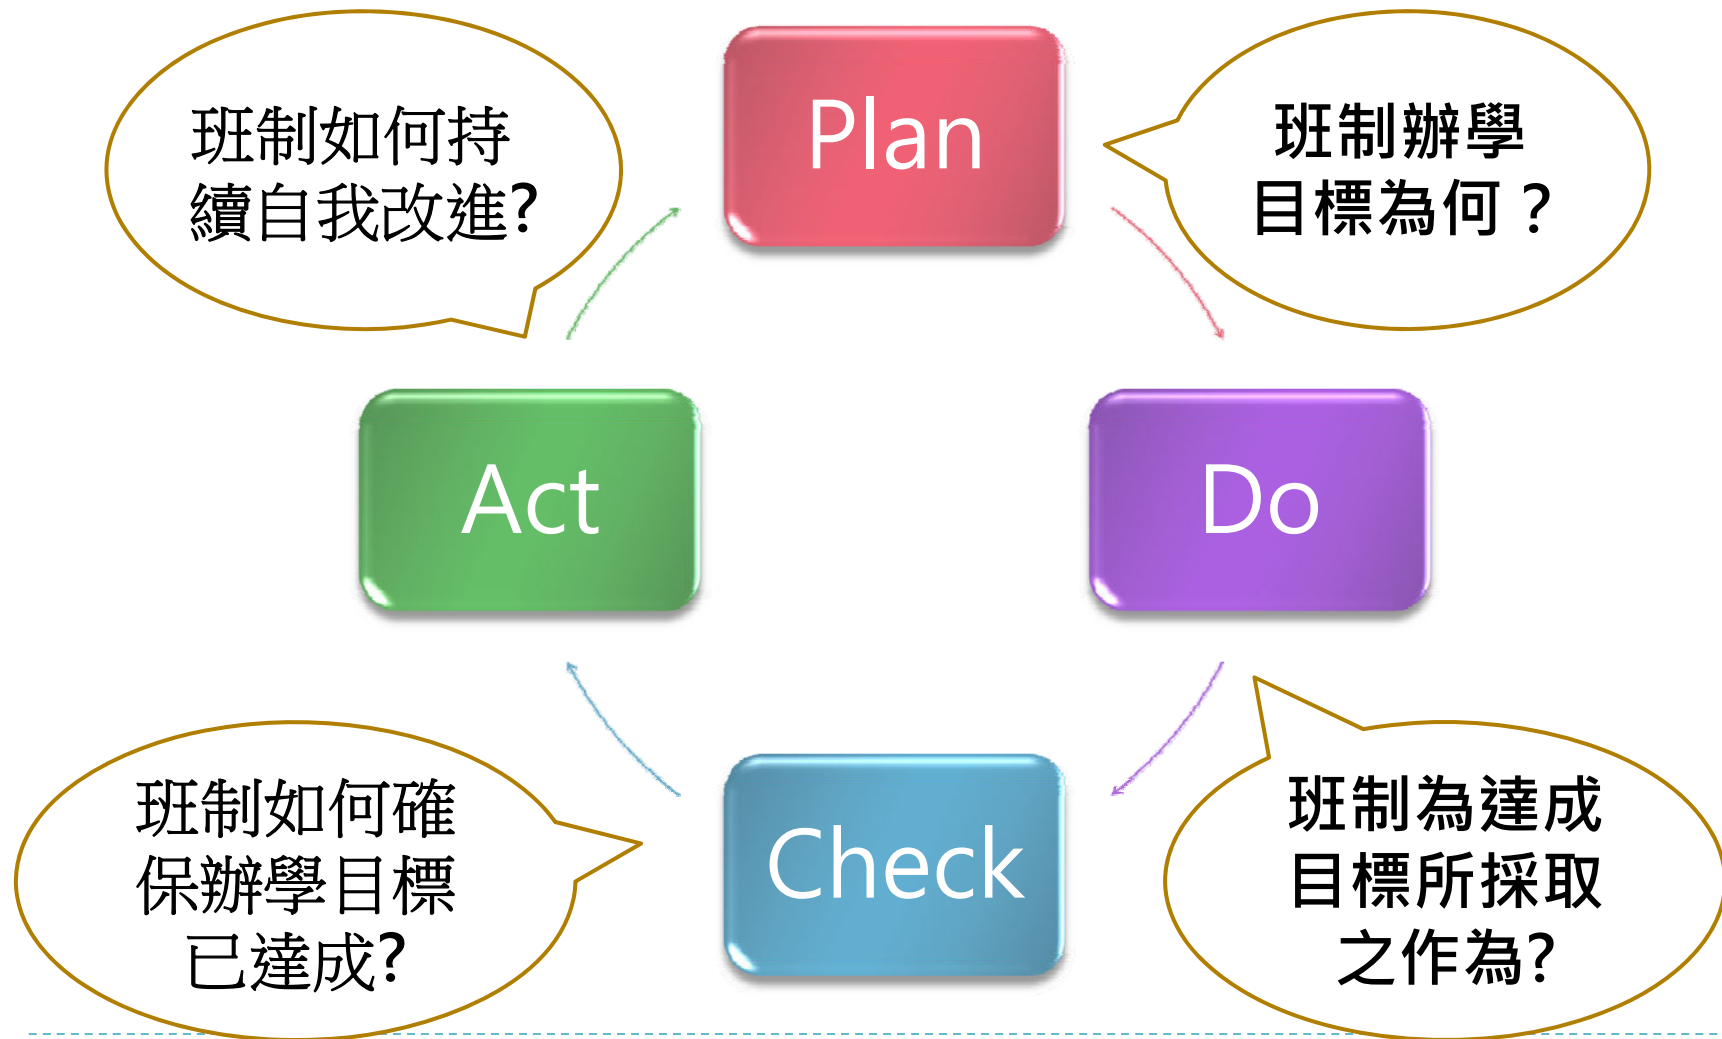 Plan
班制辦學
目標為何？
Do
班制為達成
目標所採取
之作為?
Check
班制如何確
保辦學目標
已達成?
Act
班制如何持
續自我改進?